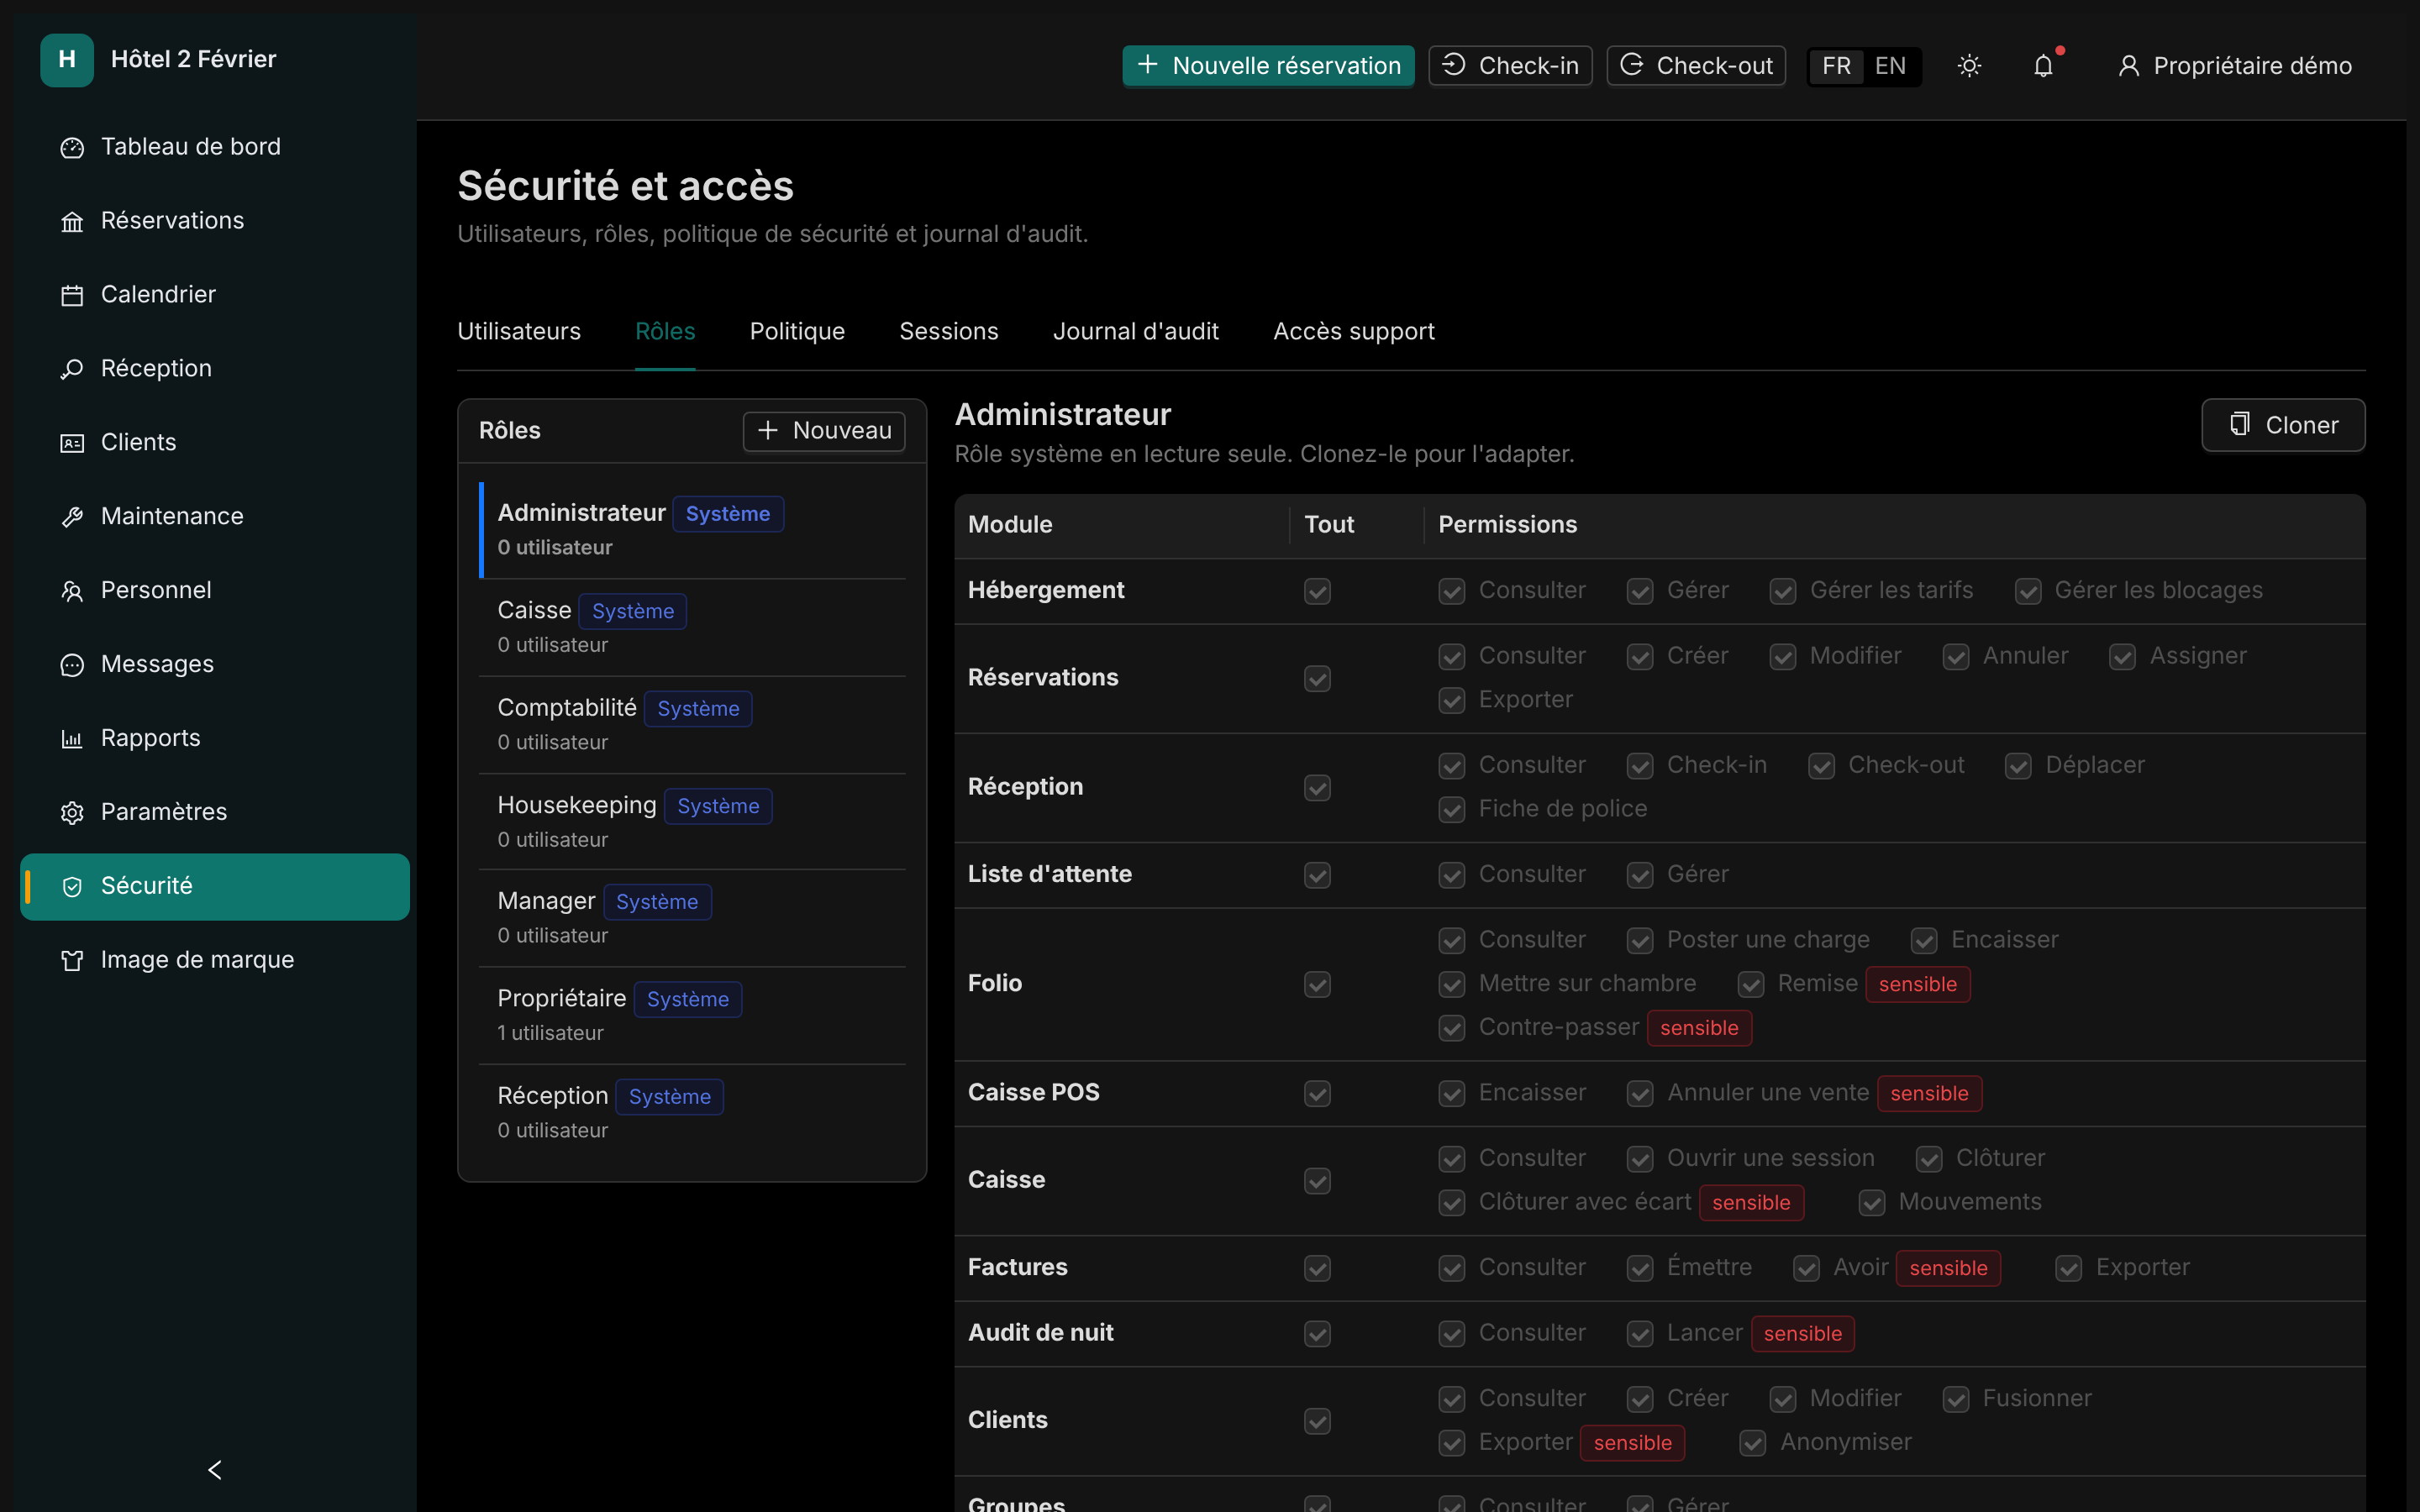 H Hôtel 2 Février
Nouvelle réservation Check-in Check-out FR EN Propriétaire démo
Tableau de bord
Réservations
Calendrier
Réception
Clients
Maintenance
Personnel
Messages
Rapports
Paramètres
Sécurité
Image de marque
Sécurité et accès
Utilisateurs, rôles, politique de sécurité et journal d'audit.
Utilisateurs Rôles Politique Sessions Journal d'audit Accès support
Rôles Nouveau
Administrateur Système
0 utilisateur
Caisse Système
0 utilisateur
Comptabilité Système
0 utilisateur
Housekeeping Système
0 utilisateur
Manager Système
0 utilisateur
Propriétaire Système
1 utilisateur
Réception Système
0 utilisateur
Administrateur
Rôle système en lecture seule. Clonez-le pour l'adapter.
Cloner
Module Tout Permissions
Hébergement Consulter Gérer Gérer les tarifs Gérer les blocages
Réservations Consulter Créer Modifier Annuler Assigner
Exporter
Réception Consulter Check-in Check-out Déplacer
Fiche de police
Liste d'attente Consulter Gérer
Folio Consulter Poster une charge Encaisser
Mettre sur chambre Remise sensible
Contre-passer sensible
Caisse POS Encaisser Annuler une vente sensible
Caisse Consulter Ouvrir une session Clôturer
Clôturer avec écart sensible Mouvements
Factures Consulter Émettre Avoir sensible Exporter
Audit de nuit Consulter Lancer sensible
Clients Consulter Créer Modifier Fusionner
Exporter sensible Anonymiser
Groupes Consulter Gérer